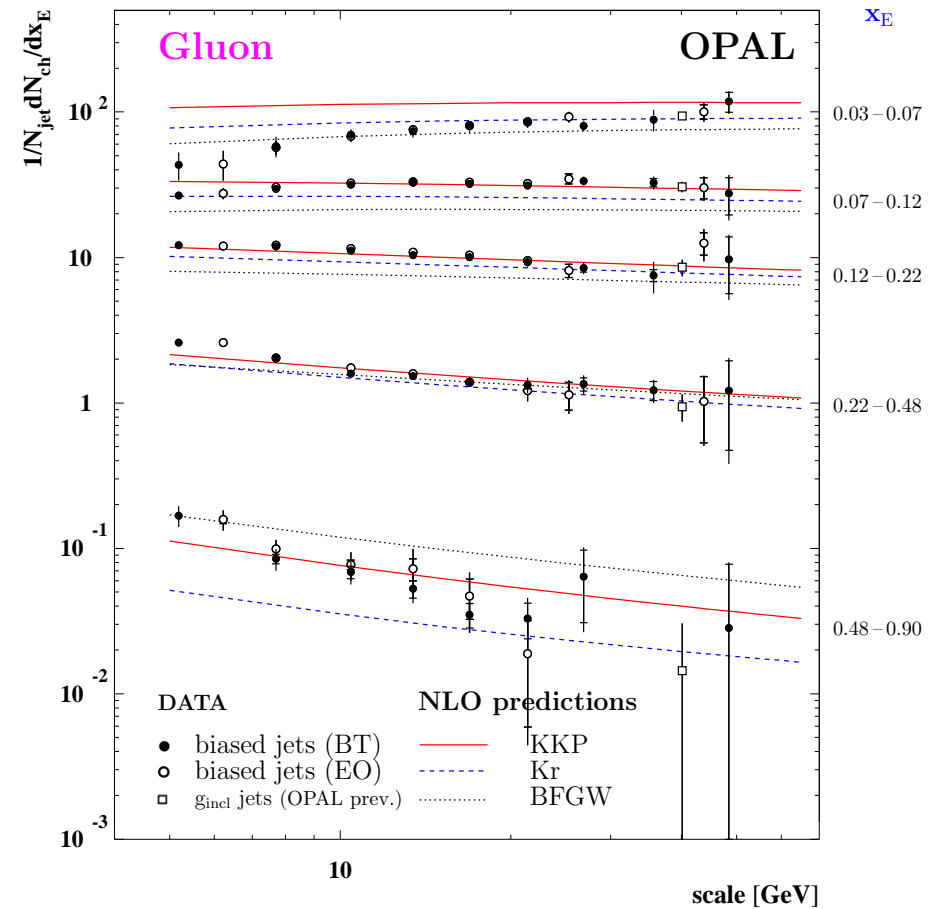 Gluon
OPAL
x_E
1/N_jet dN_ch/dx_E
10^2
10
1
10^-1
10^-2
10^-3
0.03−0.07
0.07−0.12
0.12−0.22
0.22−0.48
0.48−0.90
DATA
biased jets (BT)
biased jets (EO)
g_incl jets (OPAL prev.)
NLO predictions
KKP
Kr
BFGW
10
scale [GeV]